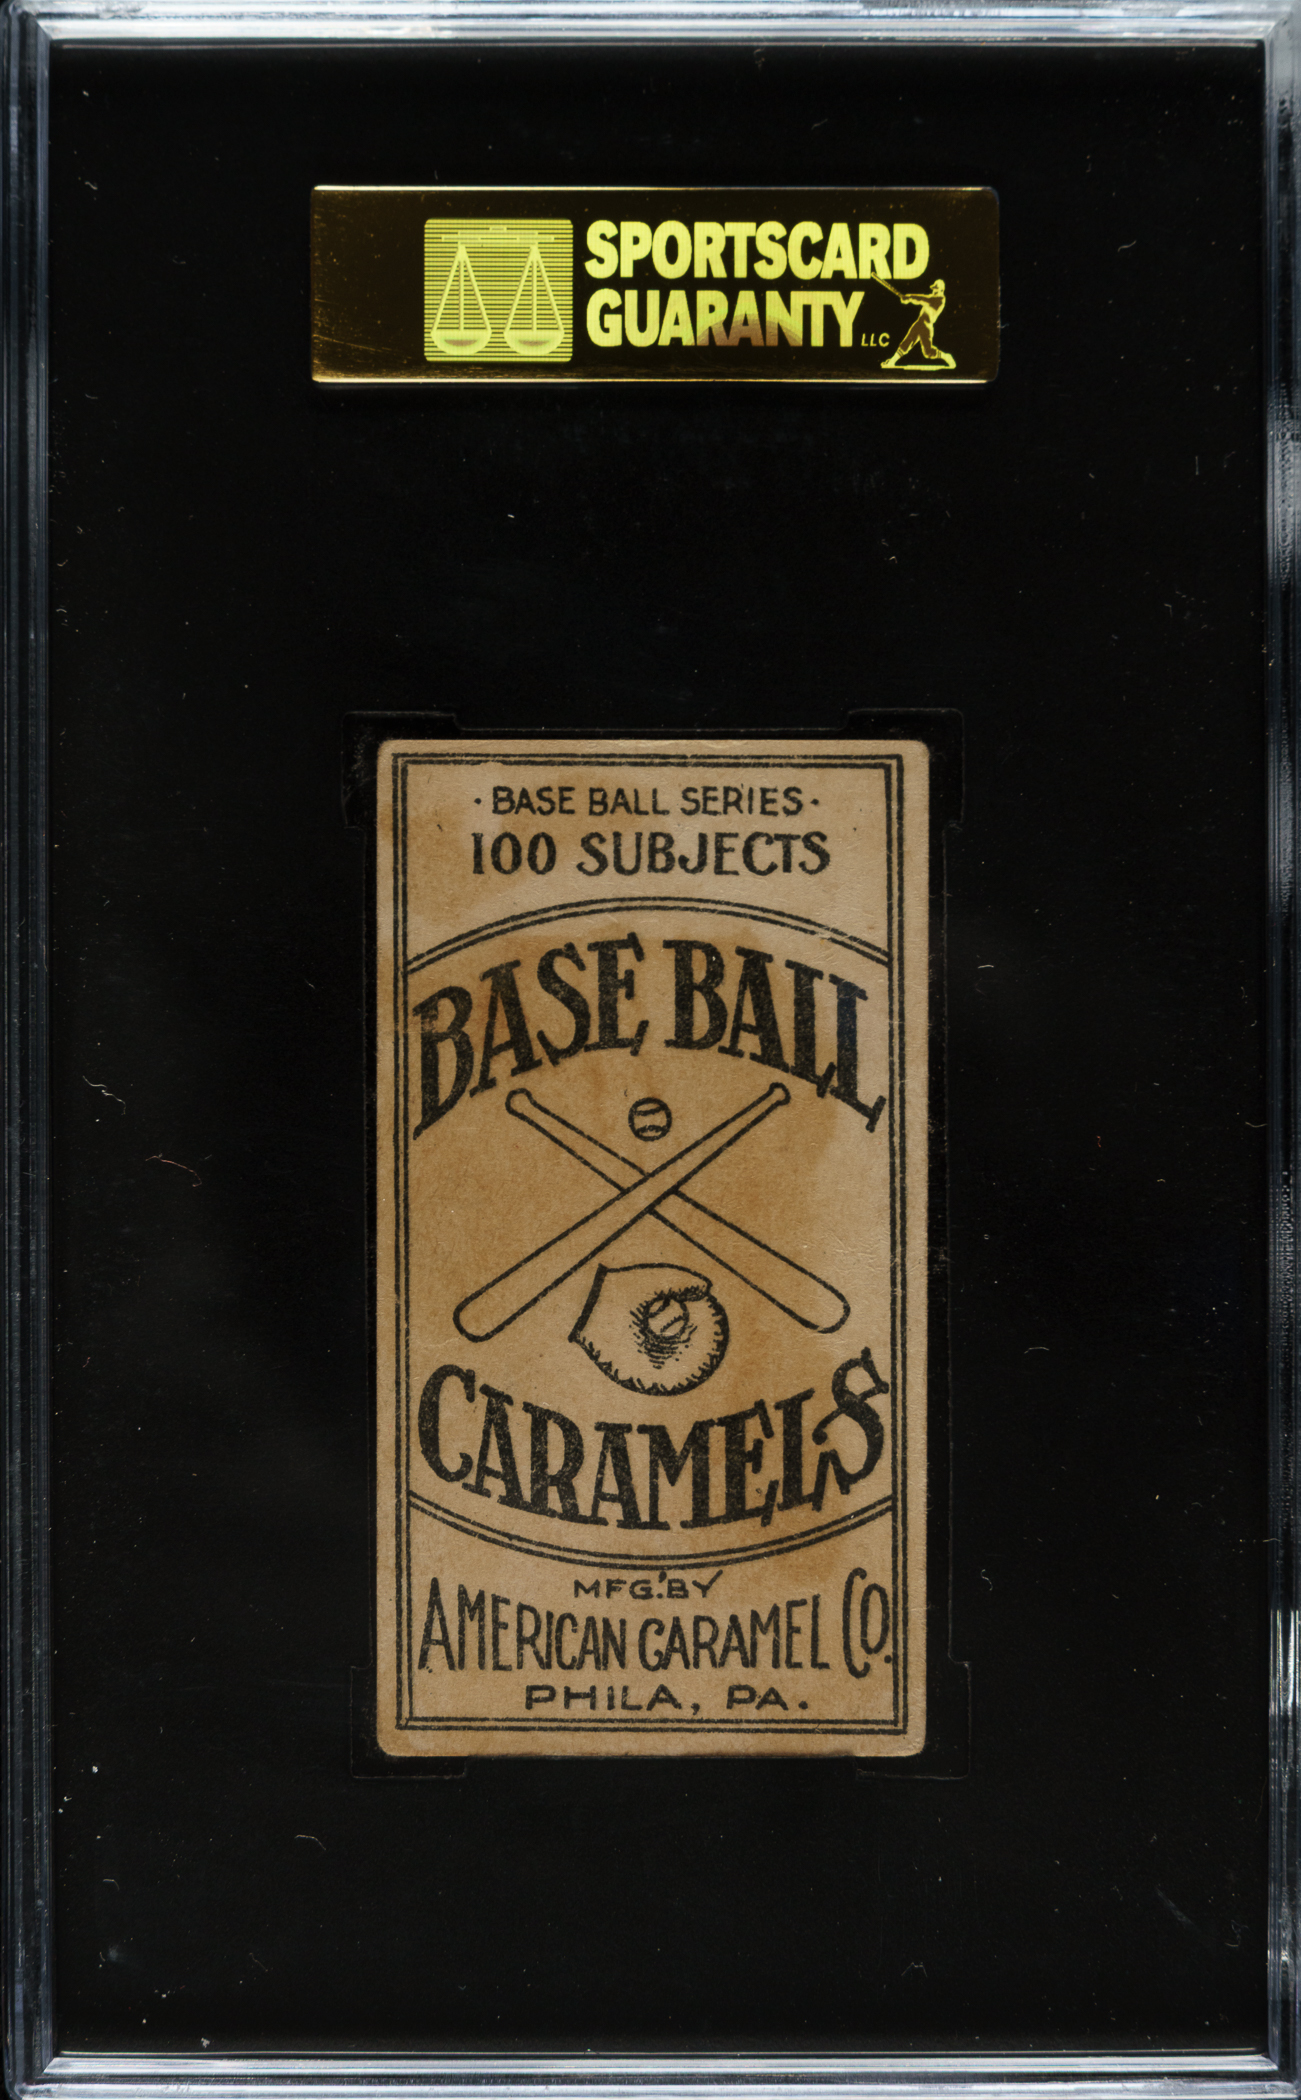 SPORTSCARD
GUARANTY LLC
· BASE BALL SERIES ·
100 SUBJECTS
BASE BALL
CARAMELS
MFG. BY
AMERICAN CARAMEL CO.
PHILA, PA.